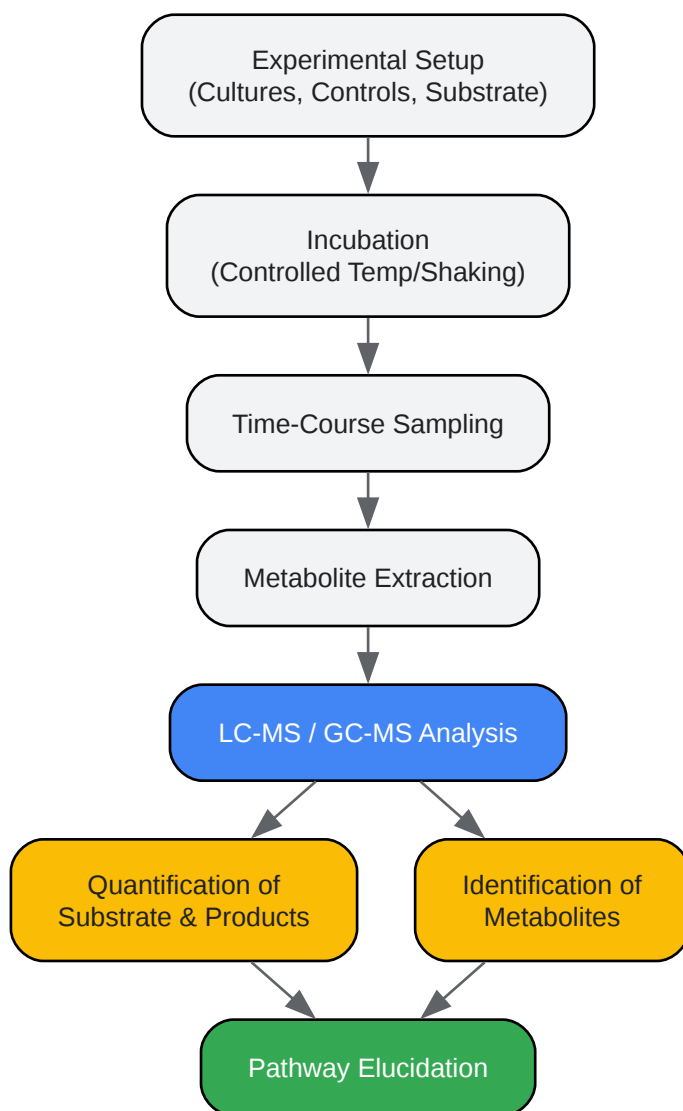 Experimental Setup
(Cultures, Controls, Substrate)
Incubation
(Controlled Temp/Shaking)
Time-Course Sampling
Metabolite Extraction
LC-MS / GC-MS Analysis
Quantification of
Substrate & Products
Identification of
Metabolites
Pathway Elucidation